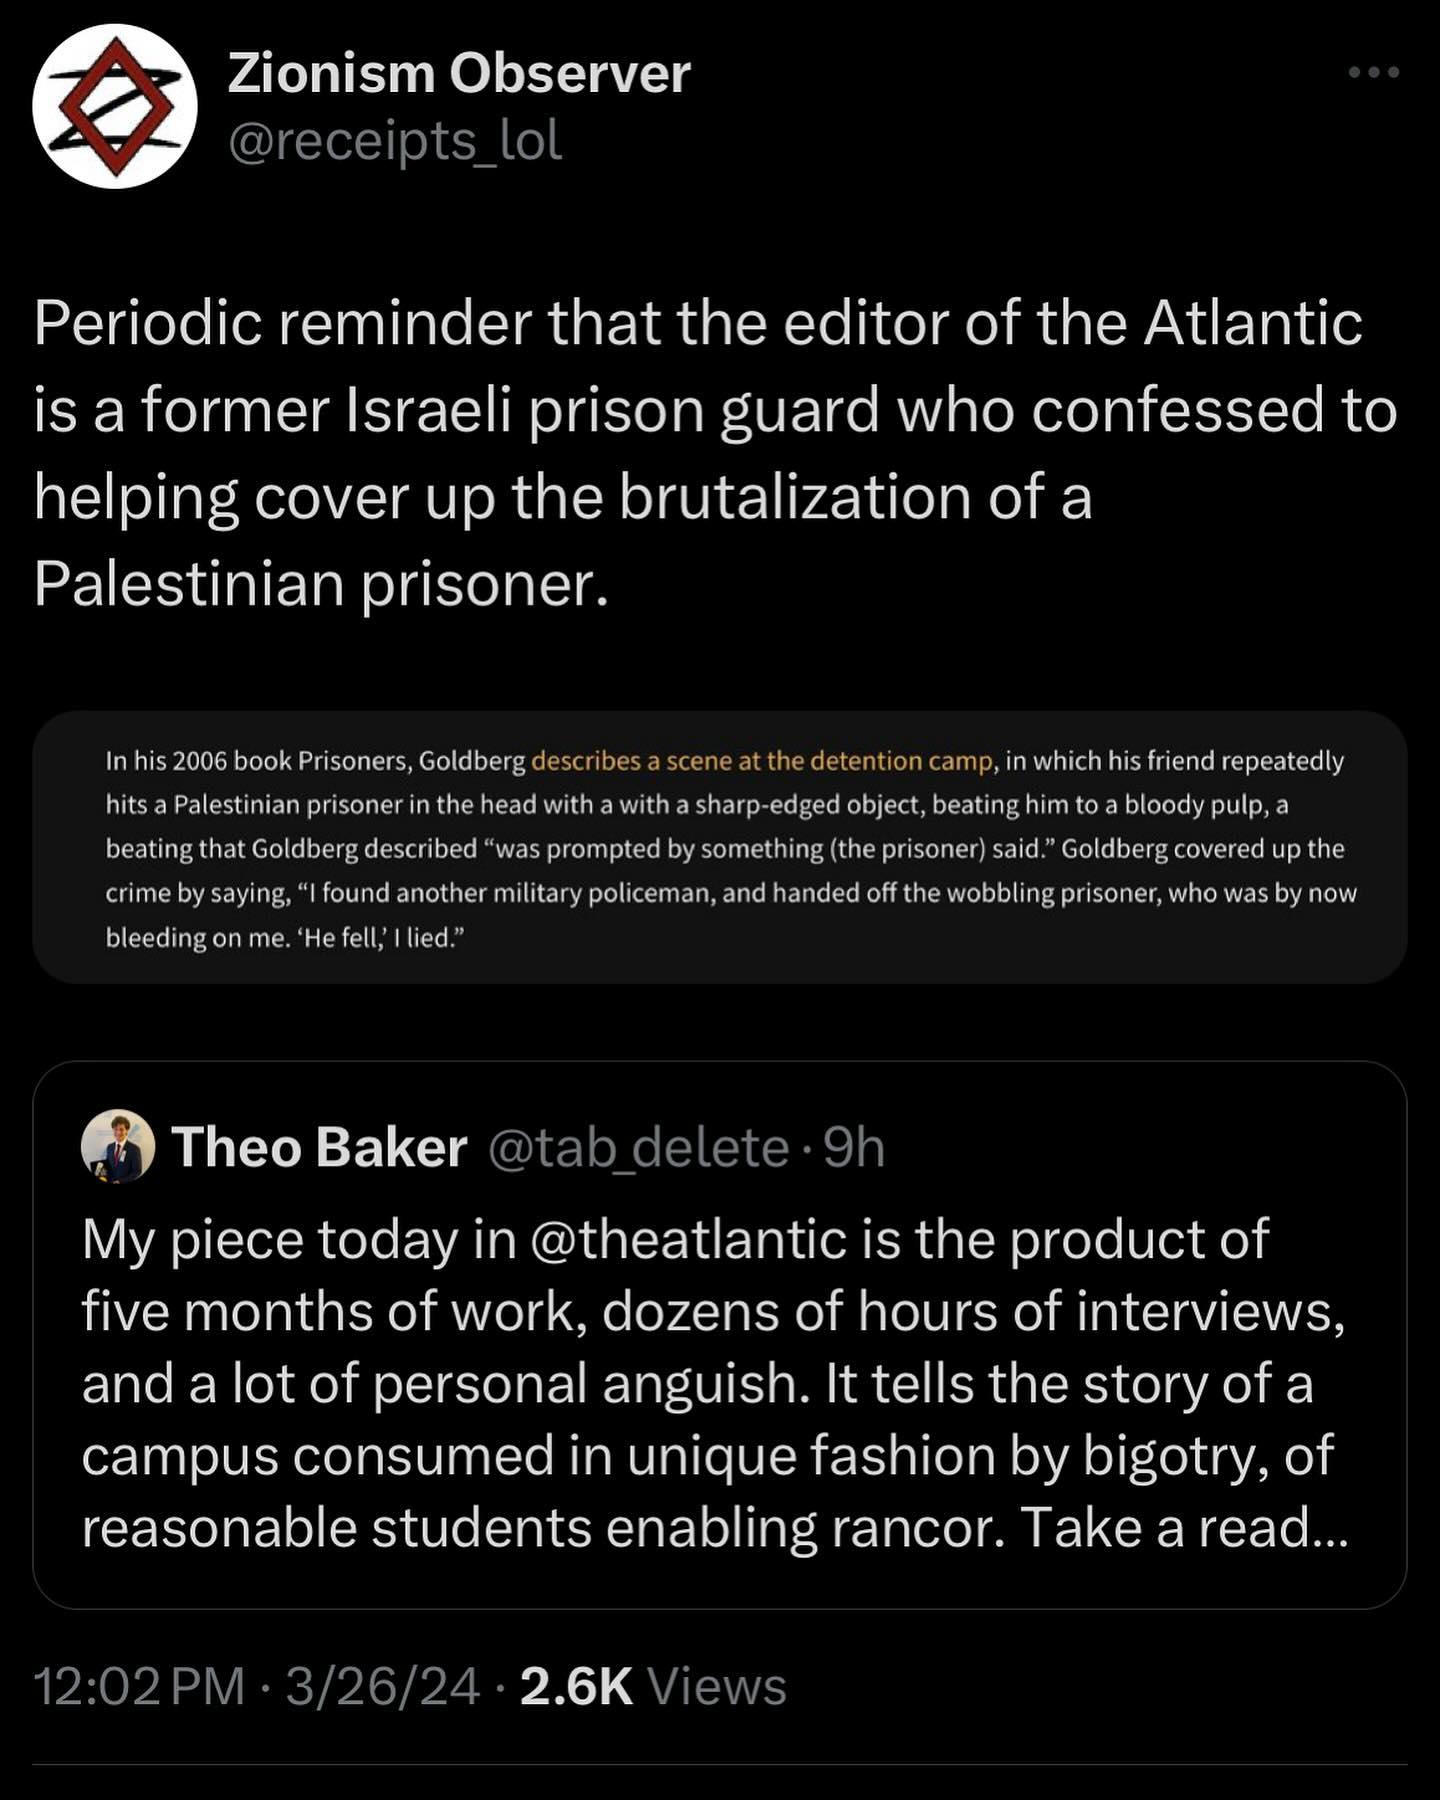 Zionism Observer
@receipts_lol
Periodic reminder that the editor of the Atlantic
is a former Israeli prison guard who confessed to
helping cover up the brutalization of a
Palestinian prisoner.
In his 2006 book Prisoners, Goldberg describes a scene at the detention camp, in which his friend repeatedly
hits a Palestinian prisoner in the head with a with a sharp-edged object, beating him to a bloody pulp, a
beating that Goldberg described “was prompted by something (the prisoner) said.” Goldberg covered up the
crime by saying, “I found another military policeman, and handed off the wobbling prisoner, who was by now
bleeding on me. ‘He fell,’ I lied.”
Theo Baker @tab_delete · 9h
My piece today in @theatlantic is the product of
five months of work, dozens of hours of interviews,
and a lot of personal anguish. It tells the story of a
campus consumed in unique fashion by bigotry, of
reasonable students enabling rancor. Take a read...
12:02 PM · 3/26/24 · 2.6K Views